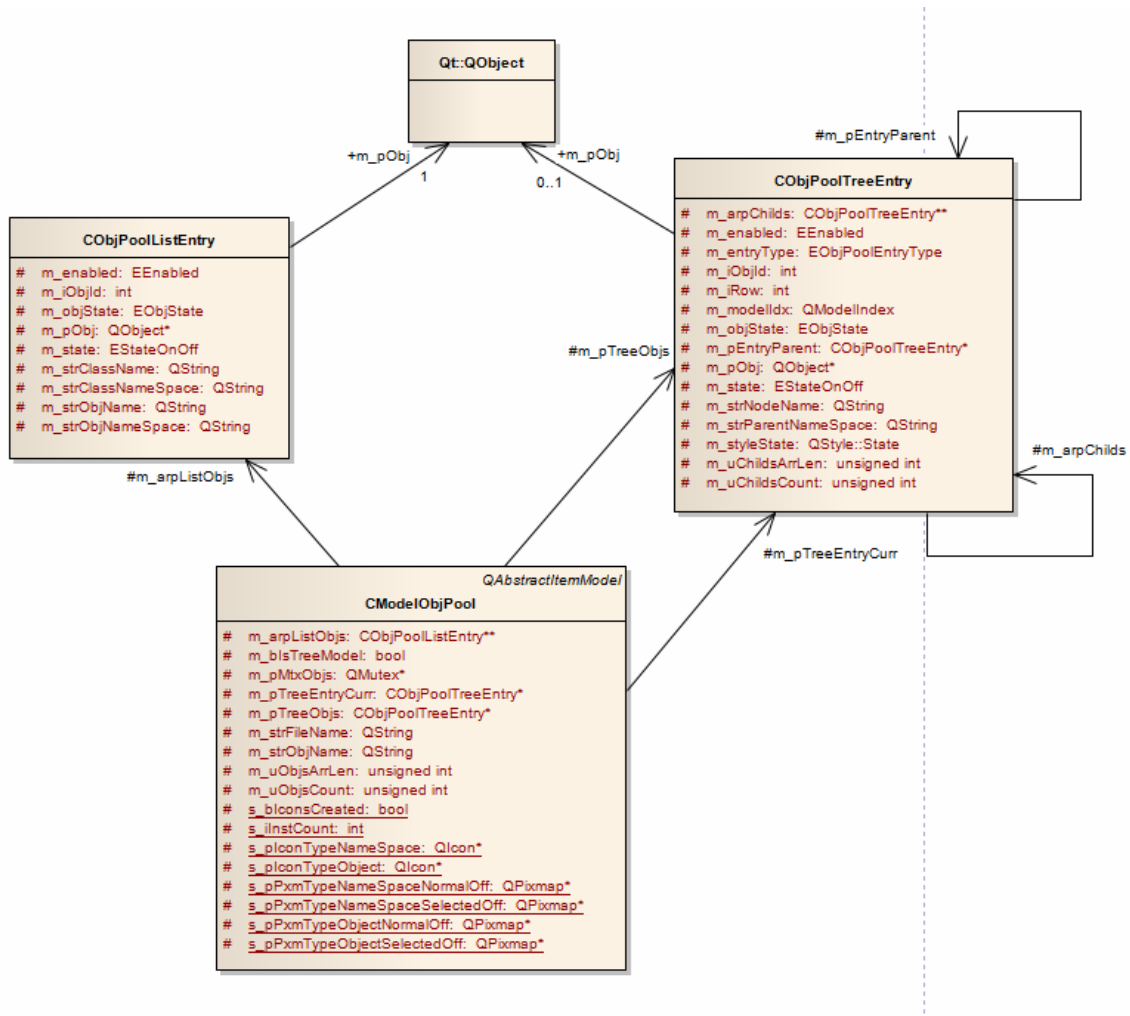 Qt::QObject
+m_pObj
1
+m_pObj
0..1
#m_pEntryParent
CObjPoolTreeEntry
# m_arpChilds: CObjPoolTreeEntry**
# m_enabled: EEnabled
# m_entryType: EObjPoolEntryType
# m_iObjId: int
# m_iRow: int
# m_modelIdx: QModelIndex
# m_objState: EObjState
# m_pEntryParent: CObjPoolTreeEntry*
# m_pObj: QObject*
# m_state: EStateOnOff
# m_strNodeName: QString
# m_strParentNameSpace: QString
# m_styleState: QStyle::State
# m_uChildsArrLen: unsigned int
# m_uChildsCount: unsigned int
CObjPoolListEntry
# m_enabled: EEnabled
# m_iObjId: int
# m_objState: EObjState
# m_pObj: QObject*
# m_state: EStateOnOff
# m_strClassName: QString
# m_strClassNameSpace: QString
# m_strObjName: QString
# m_strObjNameSpace: QString
#m_pTreeObjs
#m_arpChilds
#m_arpListObjs
#m_pTreeEntryCurr
QAbstractItemModel
CModelObjPool
# m_arpListObjs: CObjPoolListEntry**
# m_bIsTreeModel: bool
# m_pMtxObjs: QMutex*
# m_pTreeEntryCurr: CObjPoolTreeEntry*
# m_pTreeObjs: CObjPoolTreeEntry*
# m_strFileName: QString
# m_strObjName: QString
# m_uObjsArrLen: unsigned int
# m_uObjsCount: unsigned int
# s_bIconsCreated: bool
# s_iInstCount: int
# s_pIconTypeNameSpace: QIcon*
# s_pIconTypeObject: QIcon*
# s_pPxmTypeNameSpaceNormalOff: QPixmap*
# s_pPxmTypeNameSpaceSelectedOff: QPixmap*
# s_pPxmTypeObjectNormalOff: QPixmap*
# s_pPxmTypeObjectSelectedOff: QPixmap*